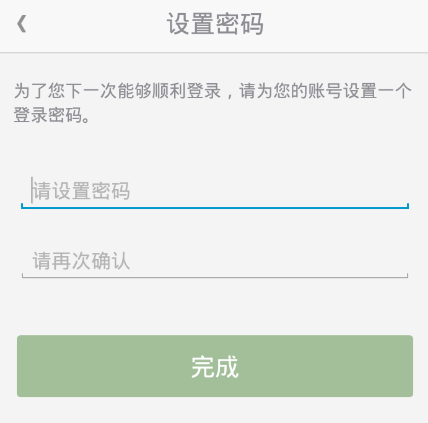 设置密码
为了您下一次能够顺利登录，请为您的账号设置一个
登录密码。
请设置密码
请再次确认
完成